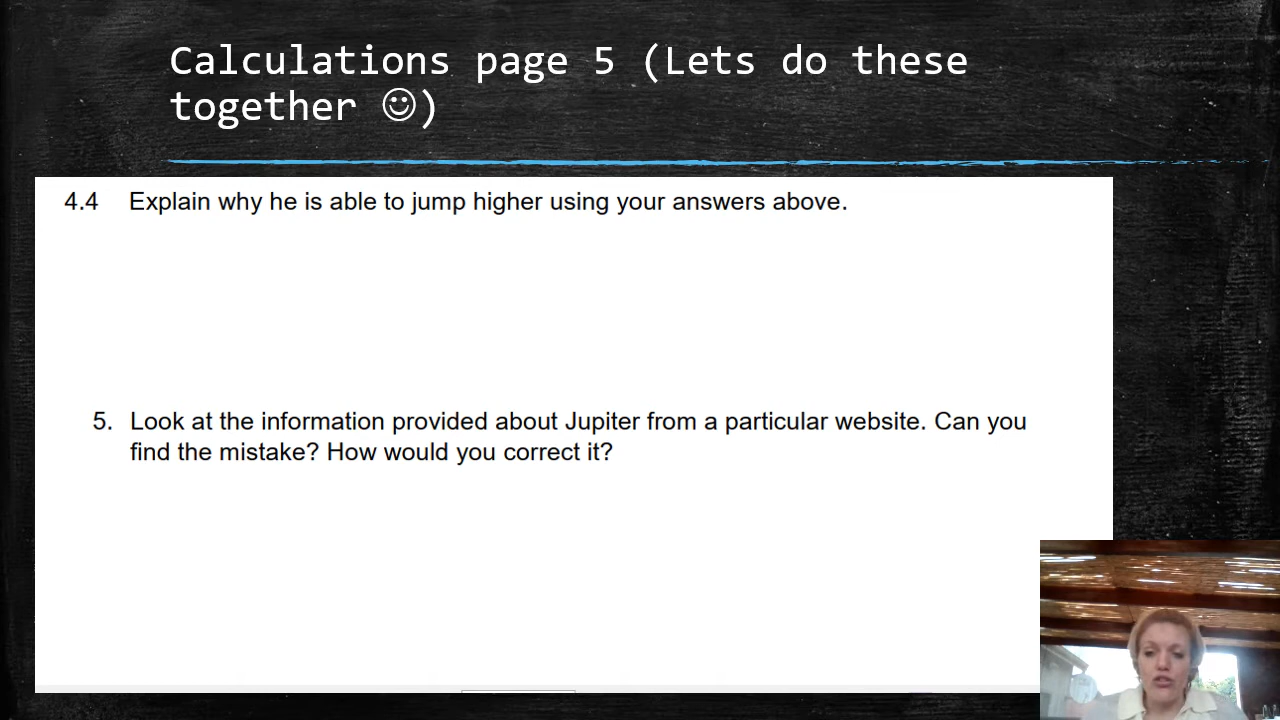 Calculations page 5 (Lets do these
together ☺)
4.4 Explain why he is able to jump higher using your answers above.
5. Look at the information provided about Jupiter from a particular website. Can you
find the mistake? How would you correct it?